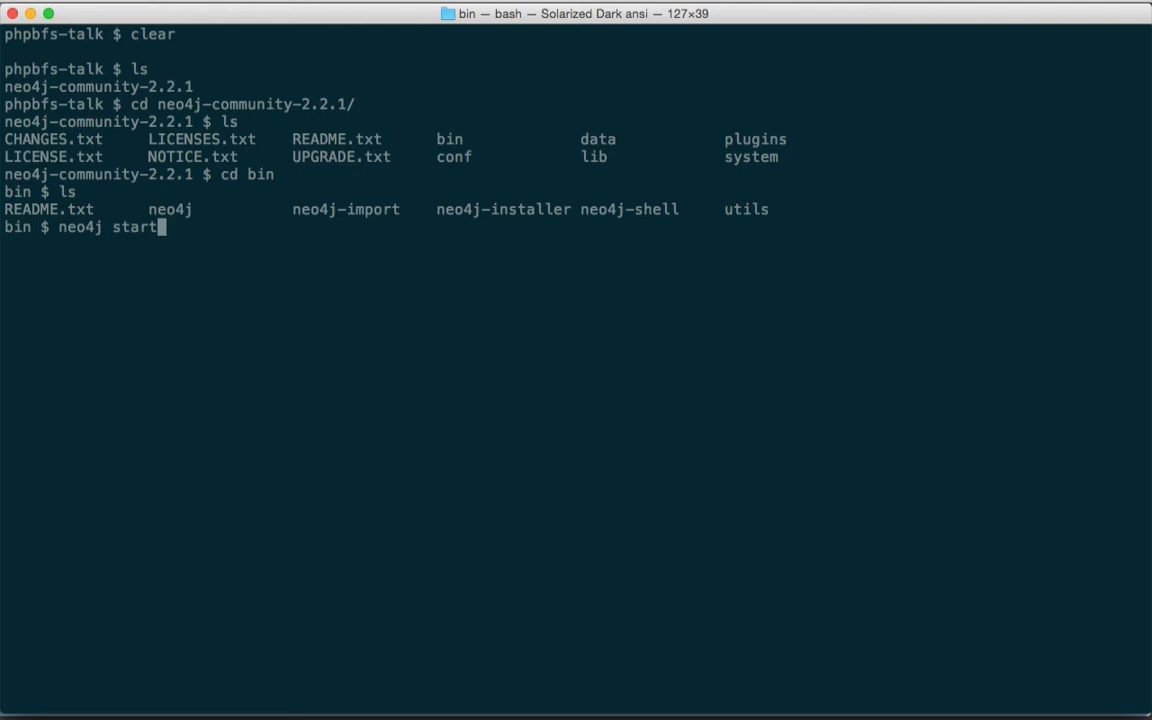 bin — bash — Solarized Dark ansi — 127×39
phpbfs-talk $ clear
phpbfs-talk $ ls
neo4j-community-2.2.1
phpbfs-talk $ cd neo4j-community-2.2.1/
neo4j-community-2.2.1 $ ls
CHANGES.txt LICENSES.txt README.txt bin data plugins
LICENSE.txt NOTICE.txt UPGRADE.txt conf lib system
neo4j-community-2.2.1 $ cd bin
bin $ ls
README.txt neo4j neo4j-import neo4j-installer neo4j-shell utils
bin $ neo4j start